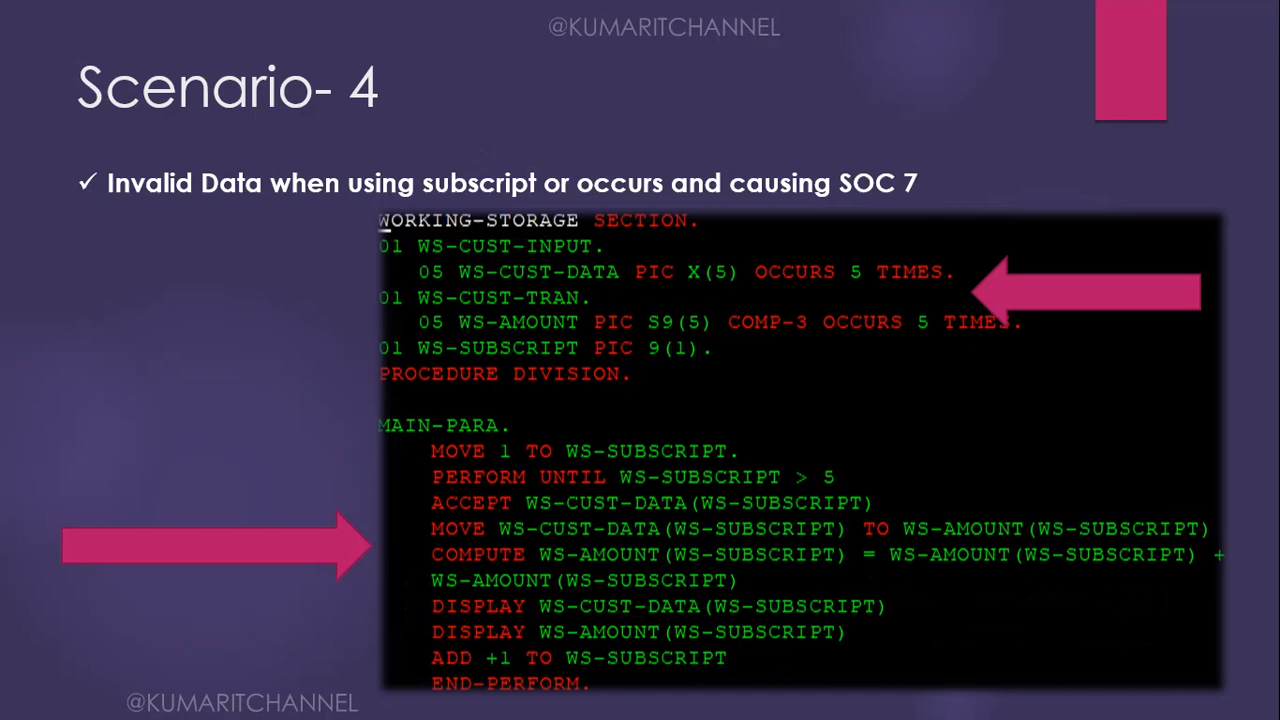 @KUMARITCHANNEL
Scenario- 4
✓ Invalid Data when using subscript or occurs and causing SOC 7
WORKING-STORAGE SECTION.
01 WS-CUST-INPUT.
05 WS-CUST-DATA PIC X(5) OCCURS 5 TIMES.
01 WS-CUST-TRAN.
05 WS-AMOUNT PIC S9(5) COMP-3 OCCURS 5 TIMES.
01 WS-SUBSCRIPT PIC 9(1).
PROCEDURE DIVISION.
MAIN-PARA.
MOVE 1 TO WS-SUBSCRIPT.
PERFORM UNTIL WS-SUBSCRIPT > 5
ACCEPT WS-CUST-DATA(WS-SUBSCRIPT)
MOVE WS-CUST-DATA(WS-SUBSCRIPT) TO WS-AMOUNT(WS-SUBSCRIPT)
COMPUTE WS-AMOUNT(WS-SUBSCRIPT) = WS-AMOUNT(WS-SUBSCRIPT) +
WS-AMOUNT(WS-SUBSCRIPT)
DISPLAY WS-CUST-DATA(WS-SUBSCRIPT)
DISPLAY WS-AMOUNT(WS-SUBSCRIPT)
ADD +1 TO WS-SUBSCRIPT
END-PERFORM.
@KUMARITCHANNEL